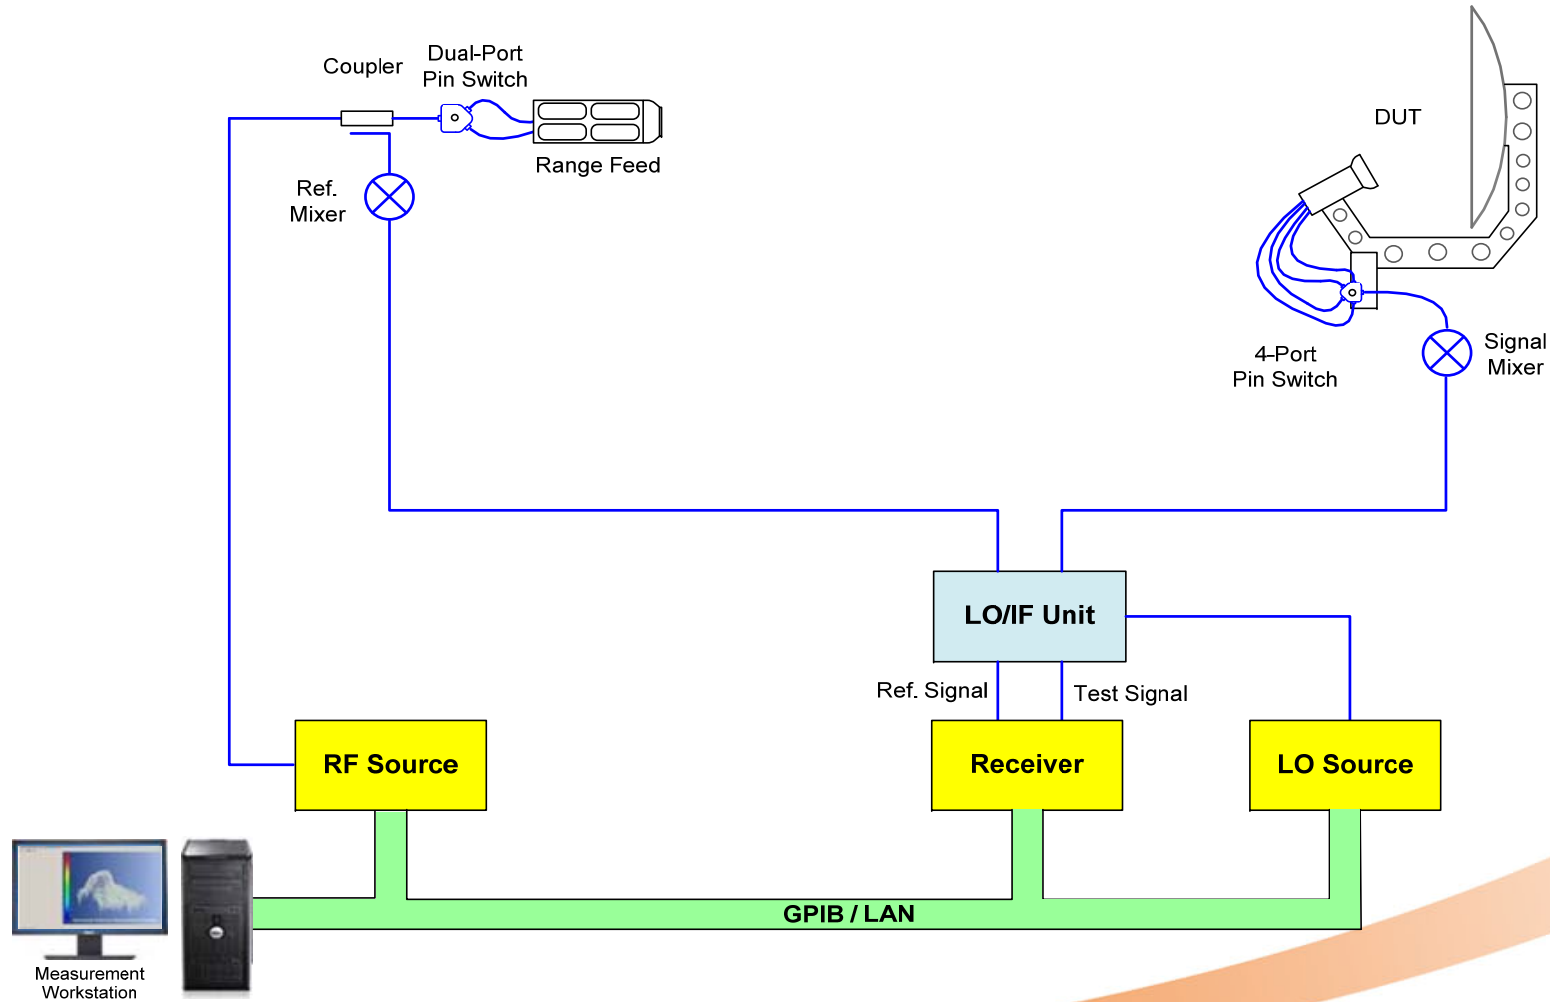 Coupler
Dual-Port
Pin Switch
Range Feed
Ref.
Mixer
DUT
4-Port
Pin Switch
Signal
Mixer
LO/IF Unit
Ref. Signal
Test Signal
RF Source
Receiver
LO Source
GPIB / LAN
Measurement
Workstation